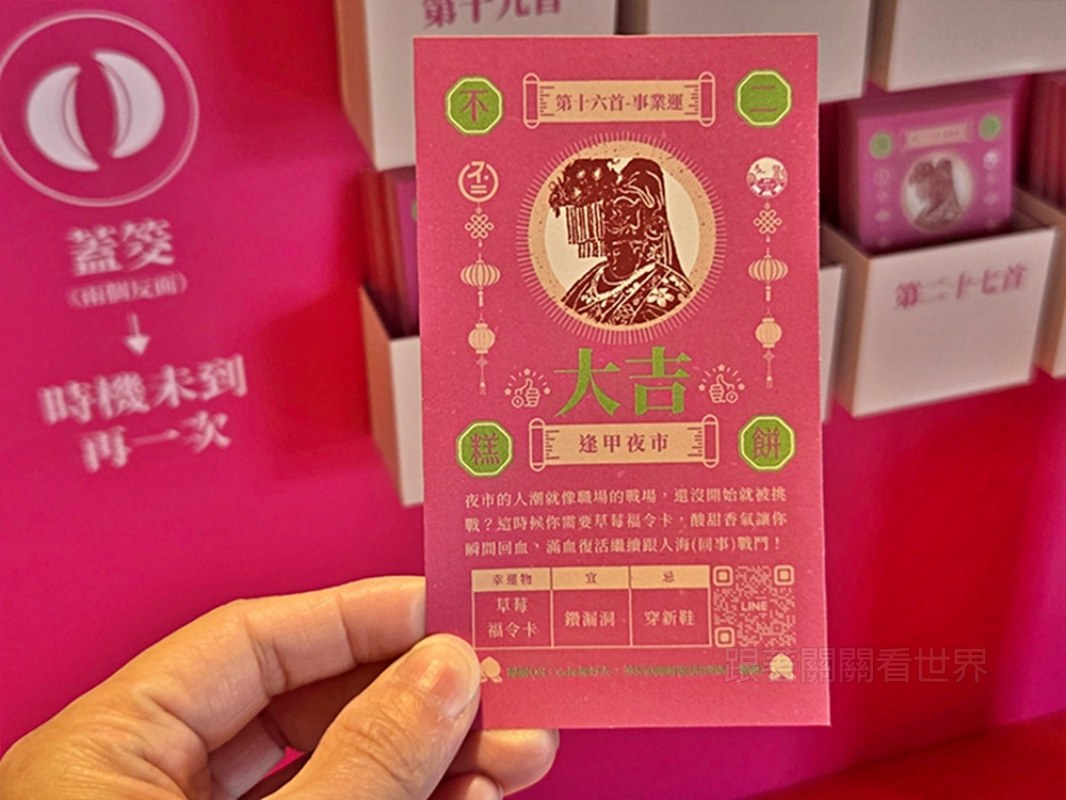 第十九首
蓋筊
(兩個反面)
時機未到
再一次
不
第十六首-事業運
二
大吉
糕
逢甲夜市
餅
夜市的人潮就像職場的戰場，還沒開始就被挑
戰？這時候你需要草莓福令卡，酸甜香氣讓你
瞬間回血、滿血復活繼續跟人海(同事)戰鬥！
幸運物 宜 忌
草莓
福令卡 鑽漏洞 穿新鞋
LINE
第二十七首
跟著關關看世界